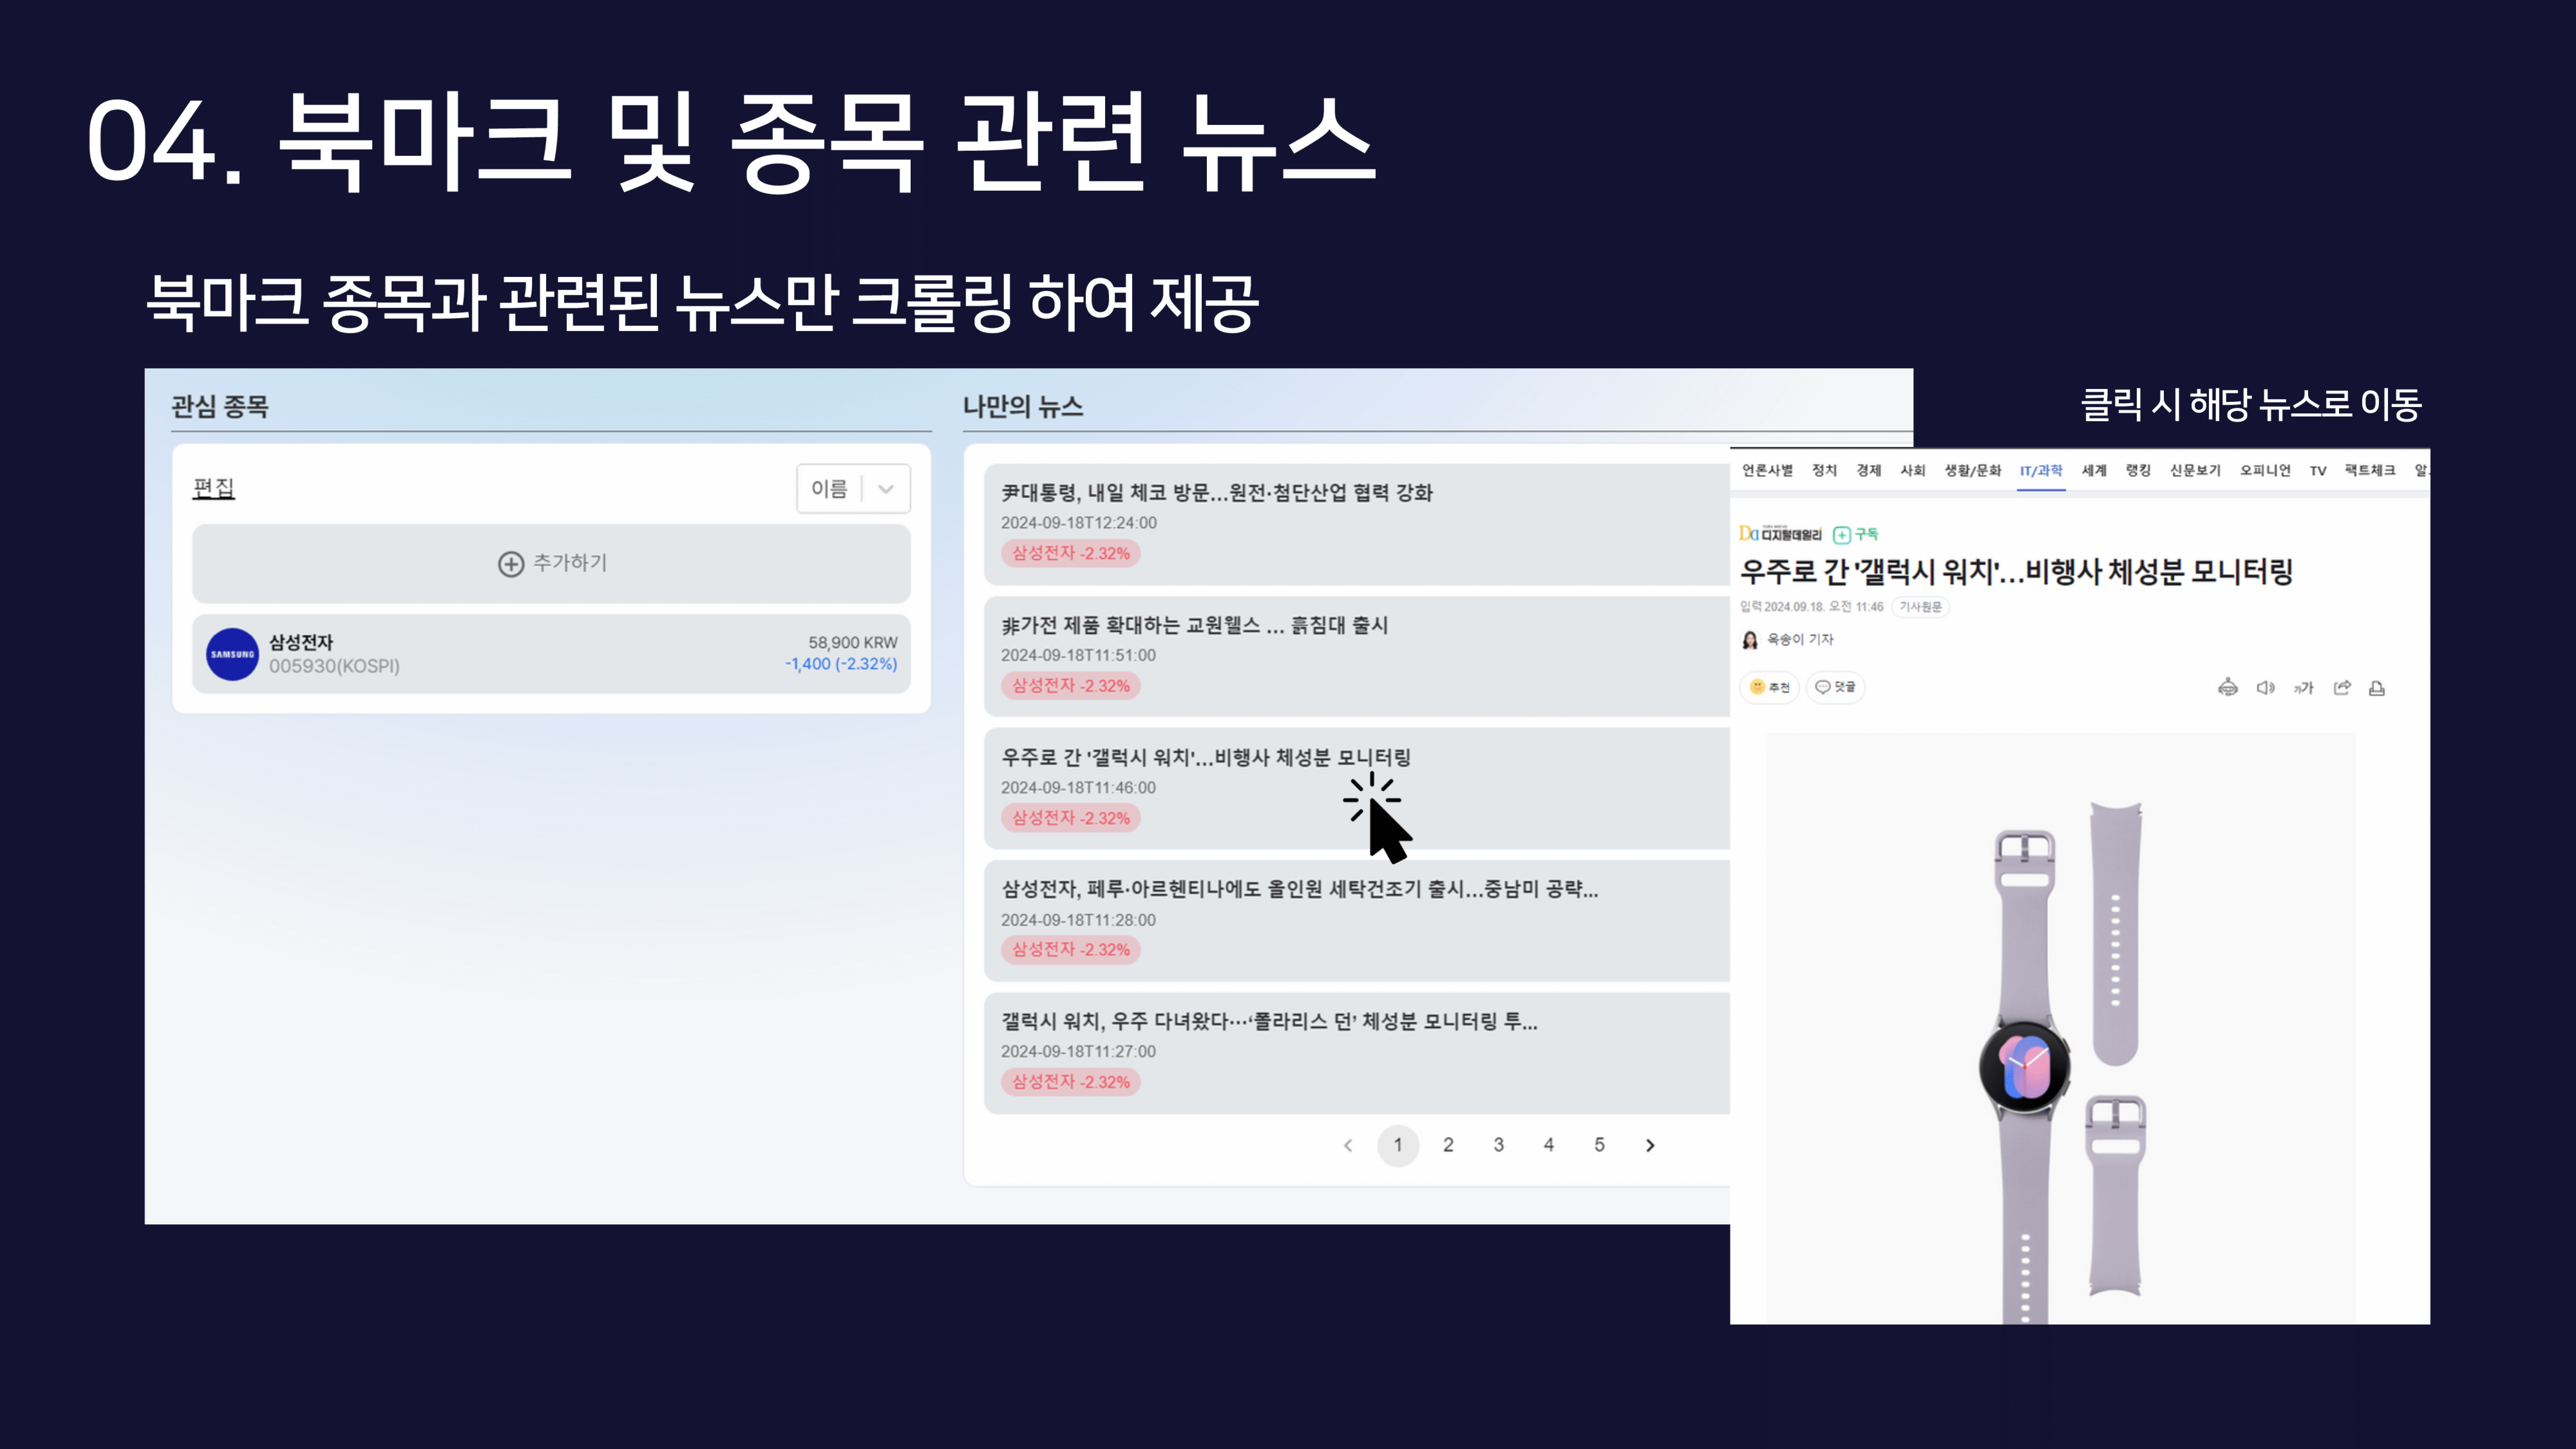 04. 북마크 및 종목 관련 뉴스
북마크 종목과 관련된 뉴스만 크롤링 하여 제공
관심 종목
편집
이름
추가하기
SAMSUNG
삼성전자
58,900 KRW
005930(KOSPI)
-1,400 (-2.32%)
나만의 뉴스
尹대통령, 내일 체코 방문...원전·첨단산업 협력 강화
2024-09-18T12:24:00
삼성전자 -2.32%
非가전 제품 확대하는 교원웰스 ... 흙침대 출시
2024-09-18T11:51:00
삼성전자 -2.32%
우주로 간 '갤럭시 워치'...비행사 체성분 모니터링
2024-09-18T11:46:00
삼성전자 -2.32%
삼성전자, 페루·아르헨티나에도 올인원 세탁건조기 출시...중남미 공략...
2024-09-18T11:28:00
삼성전자 -2.32%
갤럭시 워치, 우주 다녀왔다…‘폴라리스 던’ 체성분 모니터링 투...
2024-09-18T11:27:00
삼성전자 -2.32%
1 2 3 4 5
클릭 시 해당 뉴스로 이동
언론사별 정치 경제 사회 생활/문화 IT/과학 세계 랭킹 신문보기 오피니언 TV 팩트체크 알
디지털데일리 구독
우주로 간 '갤럭시 워치'...비행사 체성분 모니터링
입력 2024.09.18. 오전 11:46 기사원문
옥송이 기자
추천 댓글
가가